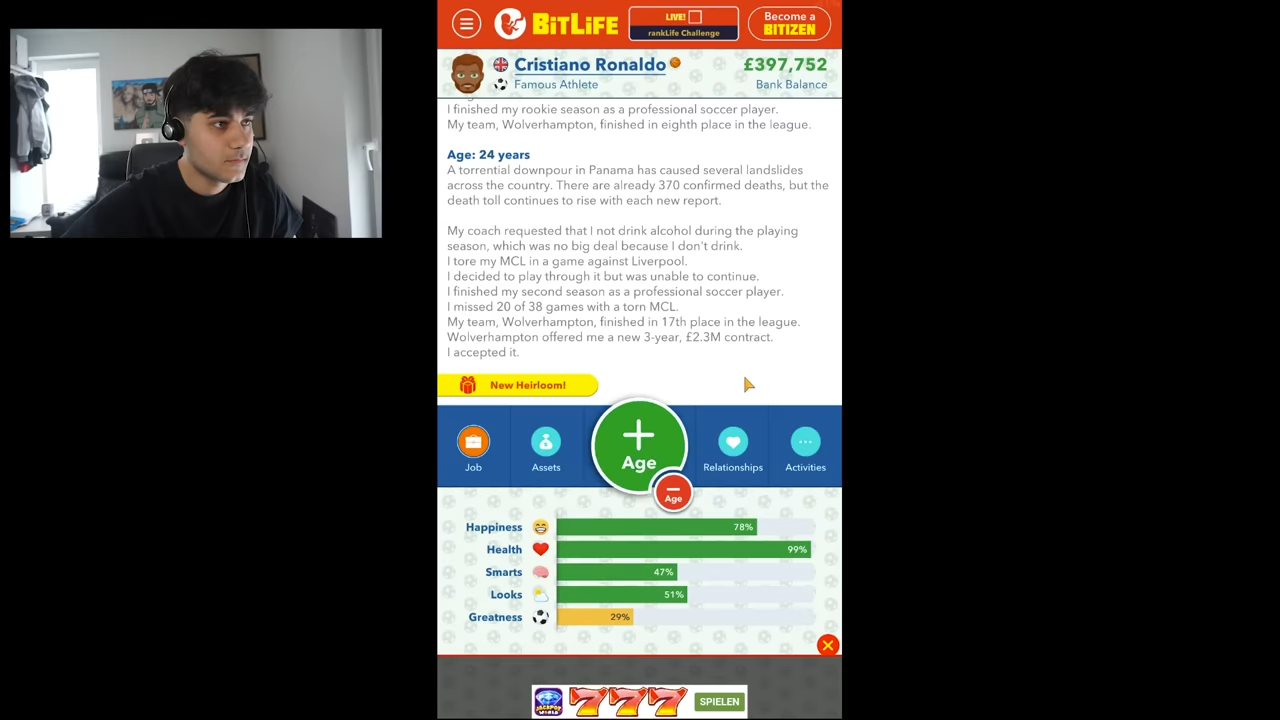 BITLIFE
LIVE!
rankLife Challenge
Become a
BITIZEN
Cristiano Ronaldo
£397,752
Famous Athlete
Bank Balance
I finished my rookie season as a professional soccer player.
My team, Wolverhampton, finished in eighth place in the league.
Age: 24 years
A torrential downpour in Panama has caused several landslides
across the country. There are already 370 confirmed deaths, but the
death toll continues to rise with each new report.
My coach requested that I not drink alcohol during the playing
season, which was no big deal because I don't drink.
I tore my MCL in a game against Liverpool.
I decided to play through it but was unable to continue.
I finished my second season as a professional soccer player.
I missed 20 of 38 games with a torn MCL.
My team, Wolverhampton, finished in 17th place in the league.
Wolverhampton offered me a new 3-year, £2.3M contract.
I accepted it.
New Heirloom!
Job
Assets
Age
Relationships
Activities
Age
Happiness 78%
Health 99%
Smarts 47%
Looks 51%
Greatness 29%
777
SPIELEN